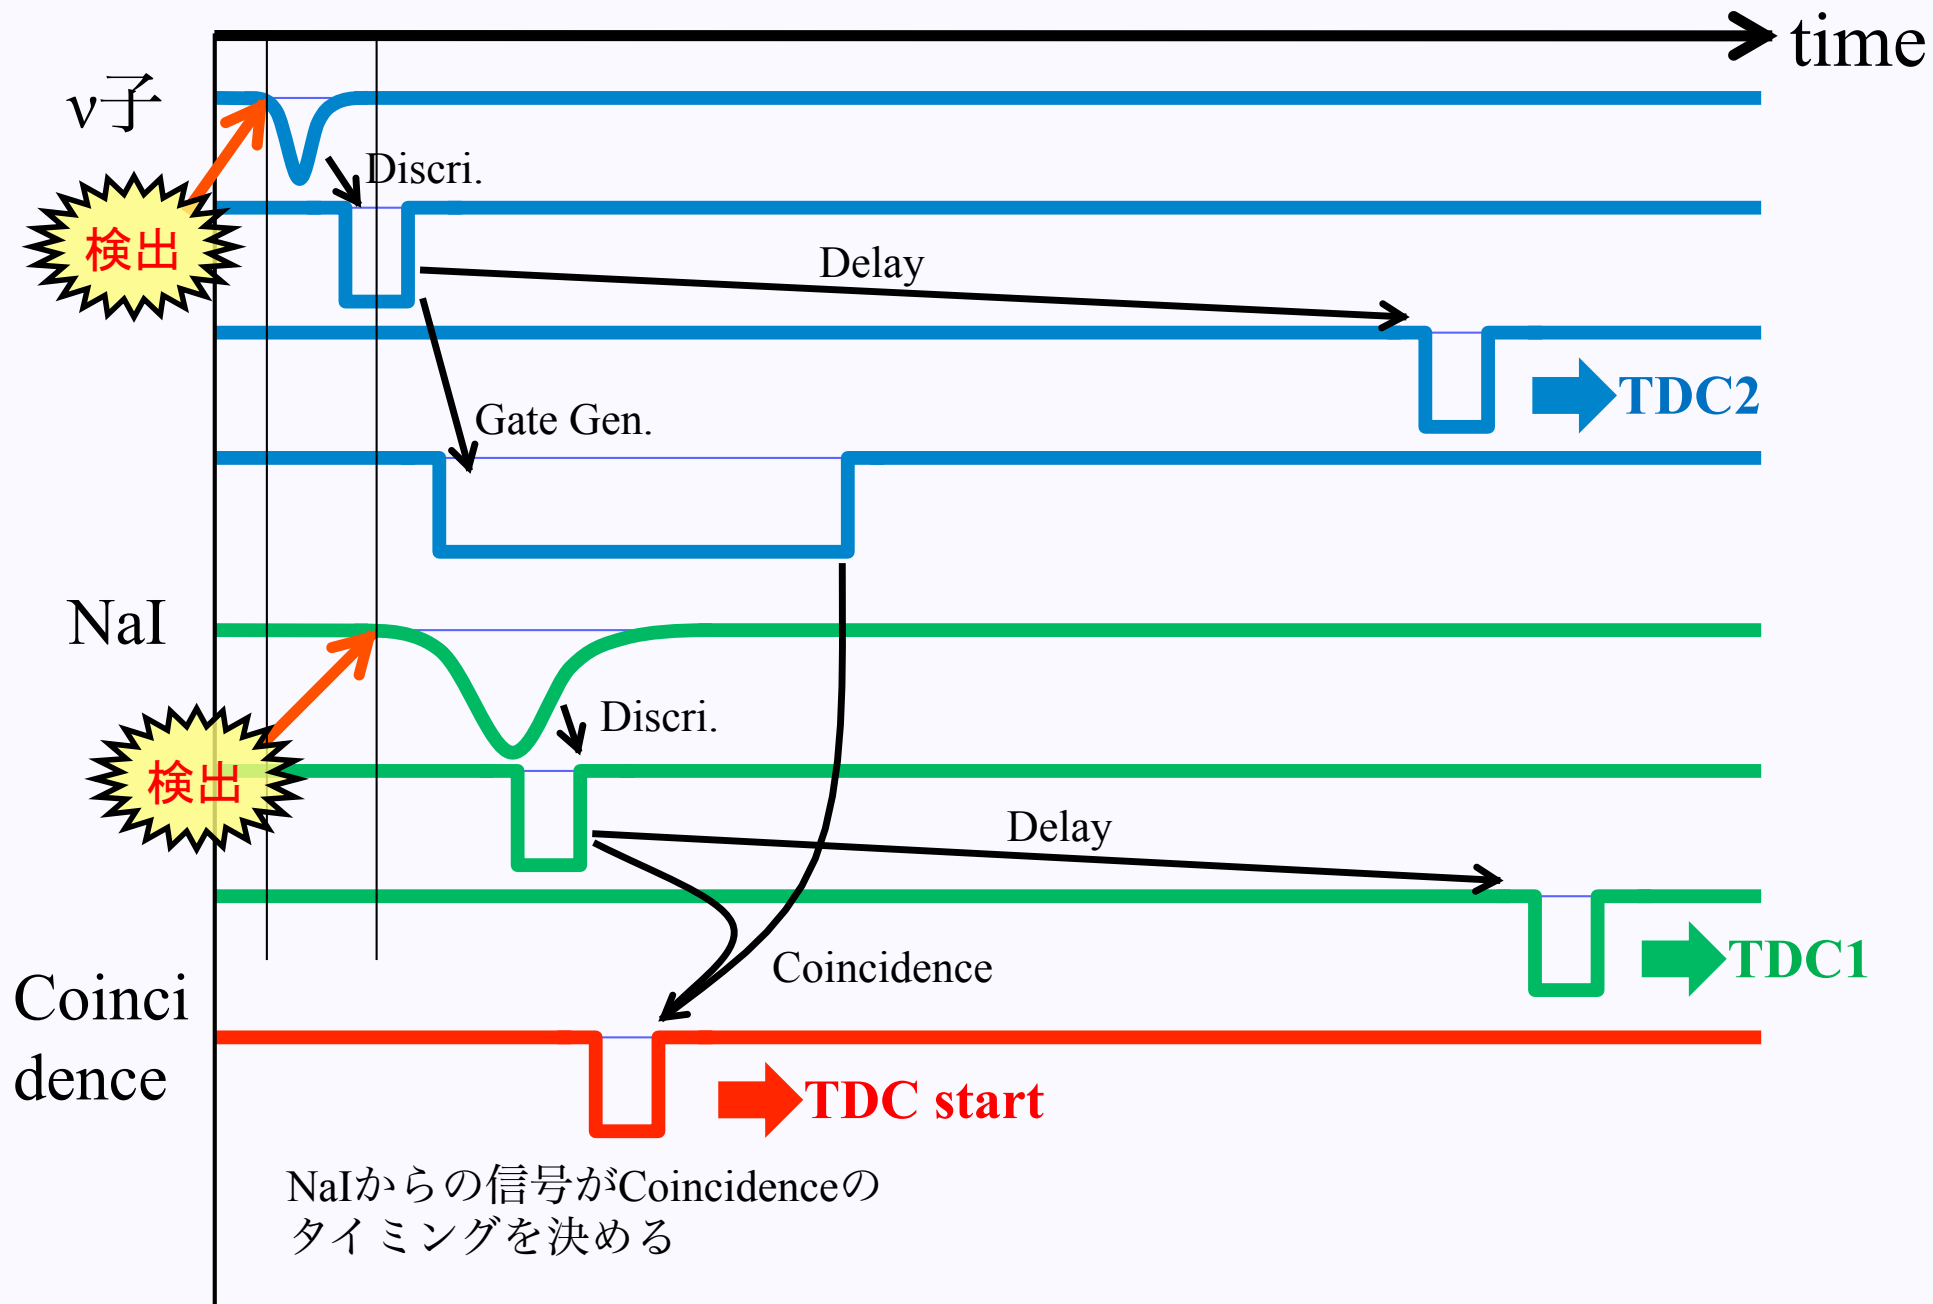 time
ν子
Discri.
検出
Delay
TDC2
Gate Gen.
NaI
Discri.
検出
Delay
Coincidence
TDC1
Coinci
dence
TDC start
NaIからの信号がCoincidenceの
タイミングを決める